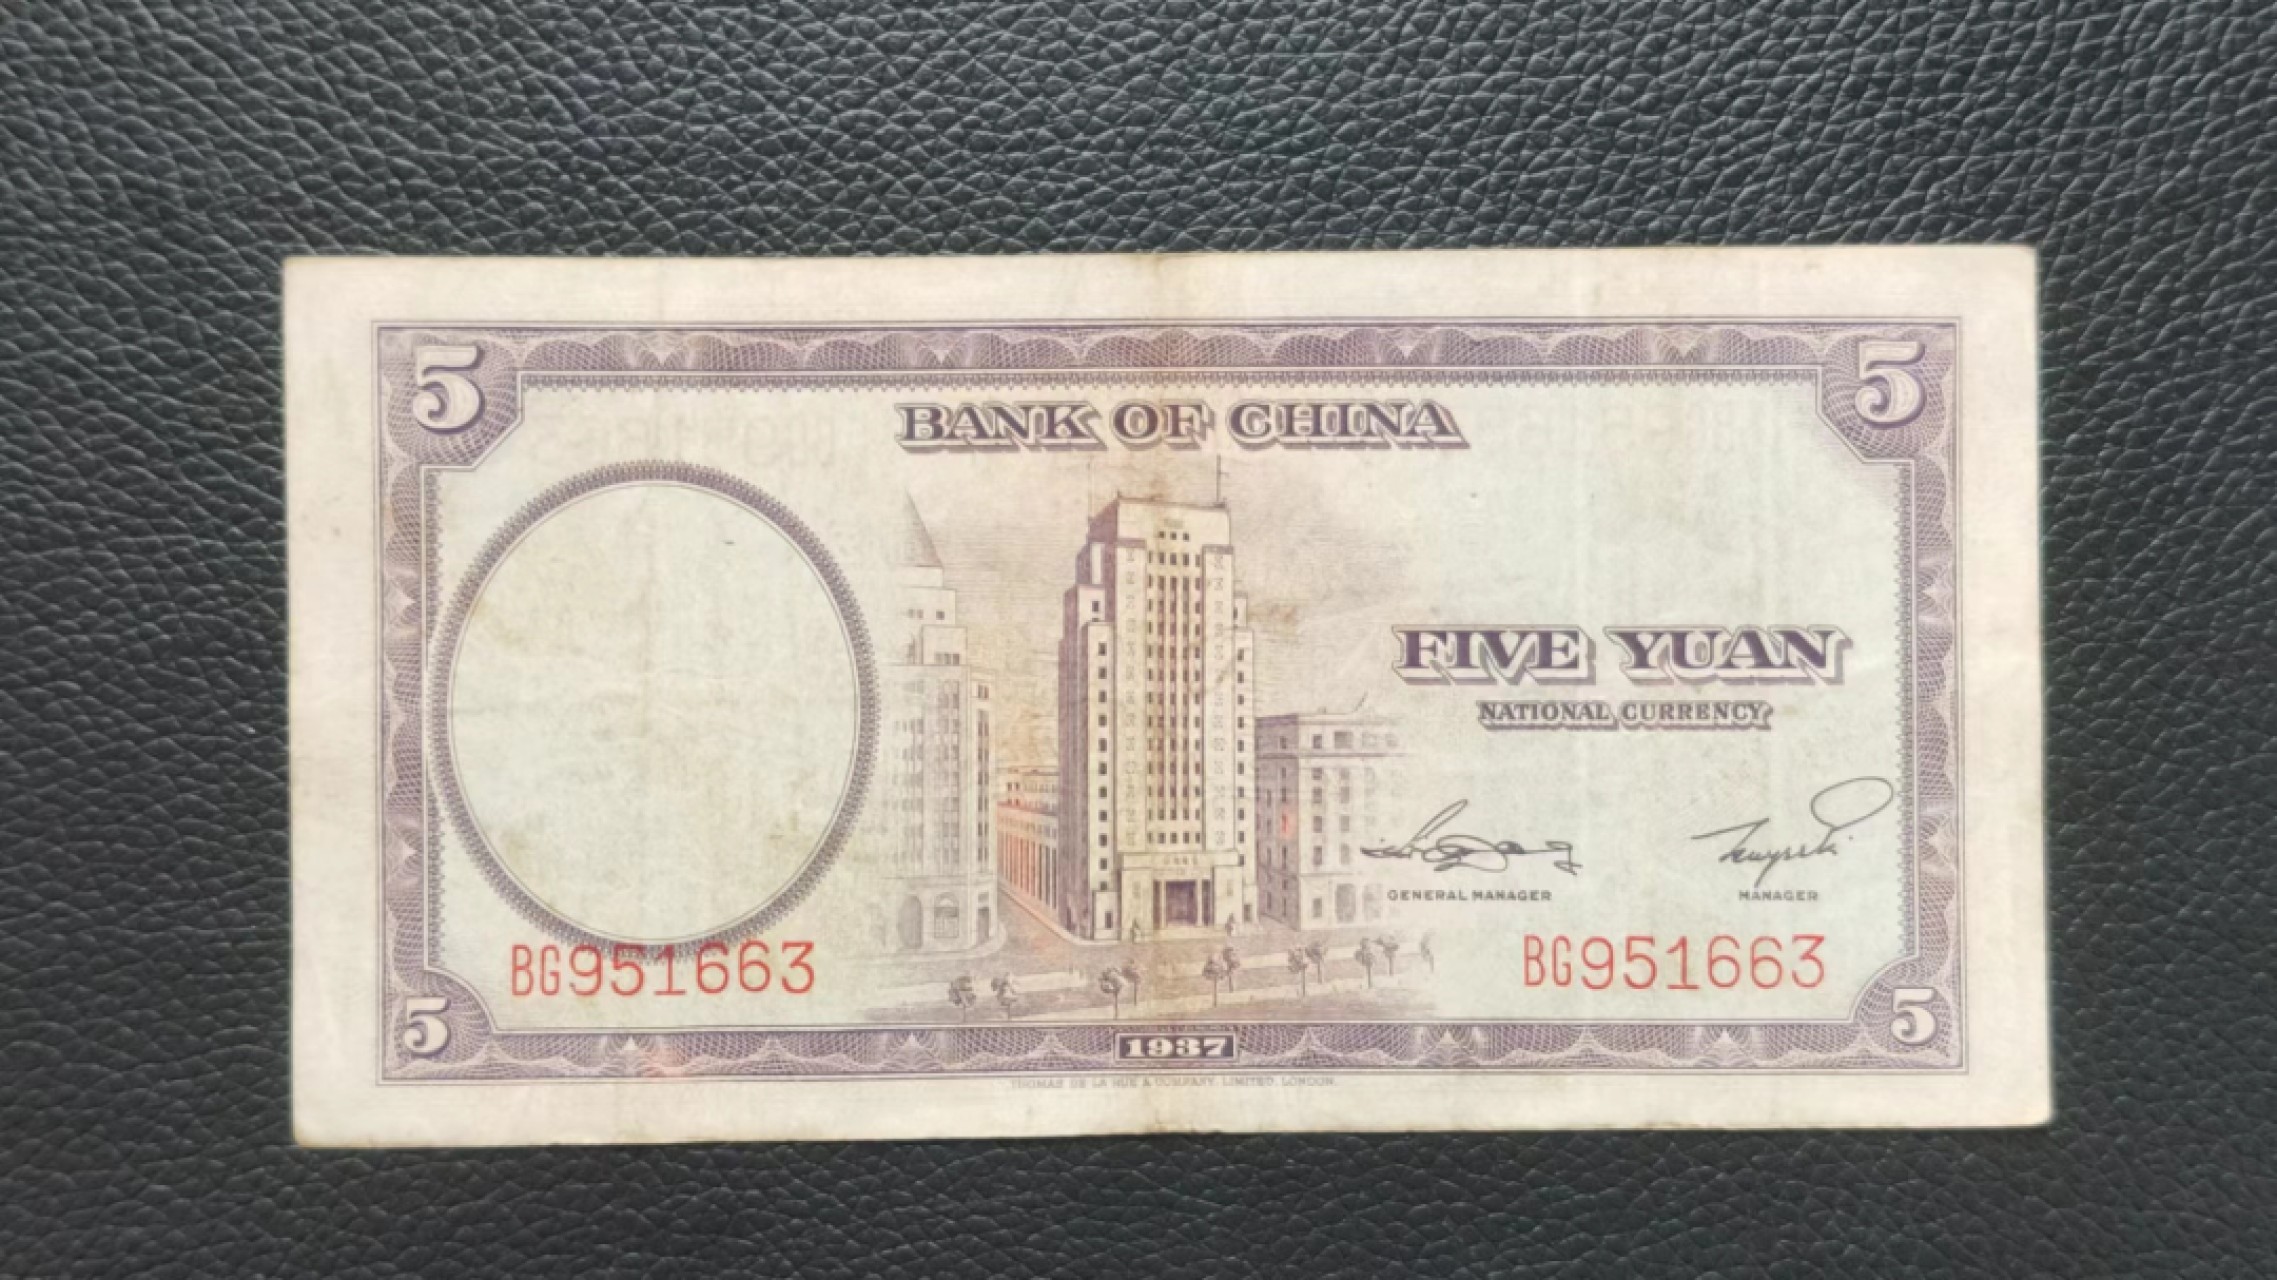 5 5
BANK OF CHINA
FIVE YUAN
NATIONAL CURRENCY
GENERAL MANAGER MANAGER
BG951663 BG951663
5 1937 5
THOMAS DE LA RUE & COMPANY, LIMITED, LONDON.